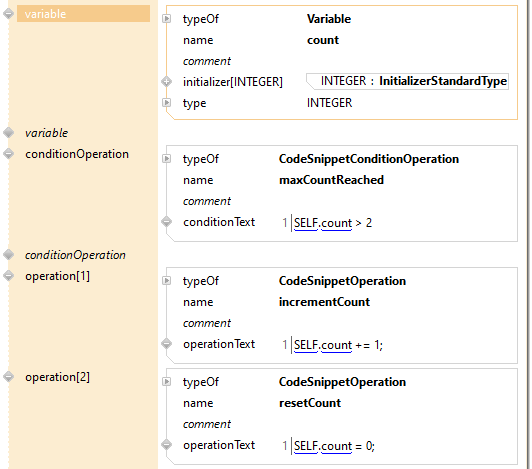 variable
typeOf Variable
name count
comment
initializer[INTEGER] INTEGER : InitializerStandardType
type INTEGER
variable
conditionOperation
typeOf CodeSnippetConditionOperation
name maxCountReached
comment
conditionText 1 SELF.count > 2
conditionOperation
operation[1]
typeOf CodeSnippetOperation
name incrementCount
comment
operationText 1 SELF.count += 1;
operation[2]
typeOf CodeSnippetOperation
name resetCount
comment
operationText 1 SELF.count = 0;